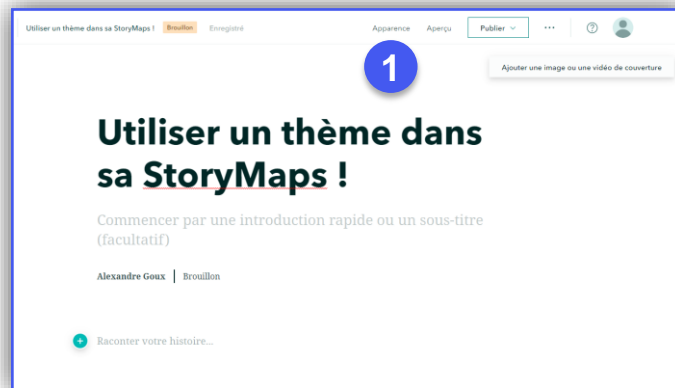 Utiliser un thème dans sa StoryMaps ! Brouillon Enregistré Apparence Aperçu Publier
1
Ajouter une image ou une vidéo de couverture
Utiliser un thème dans
sa StoryMaps !
Commencer par une introduction rapide ou un sous-titre
(facultatif)
Alexandre Goux Brouillon
Raconter votre histoire...